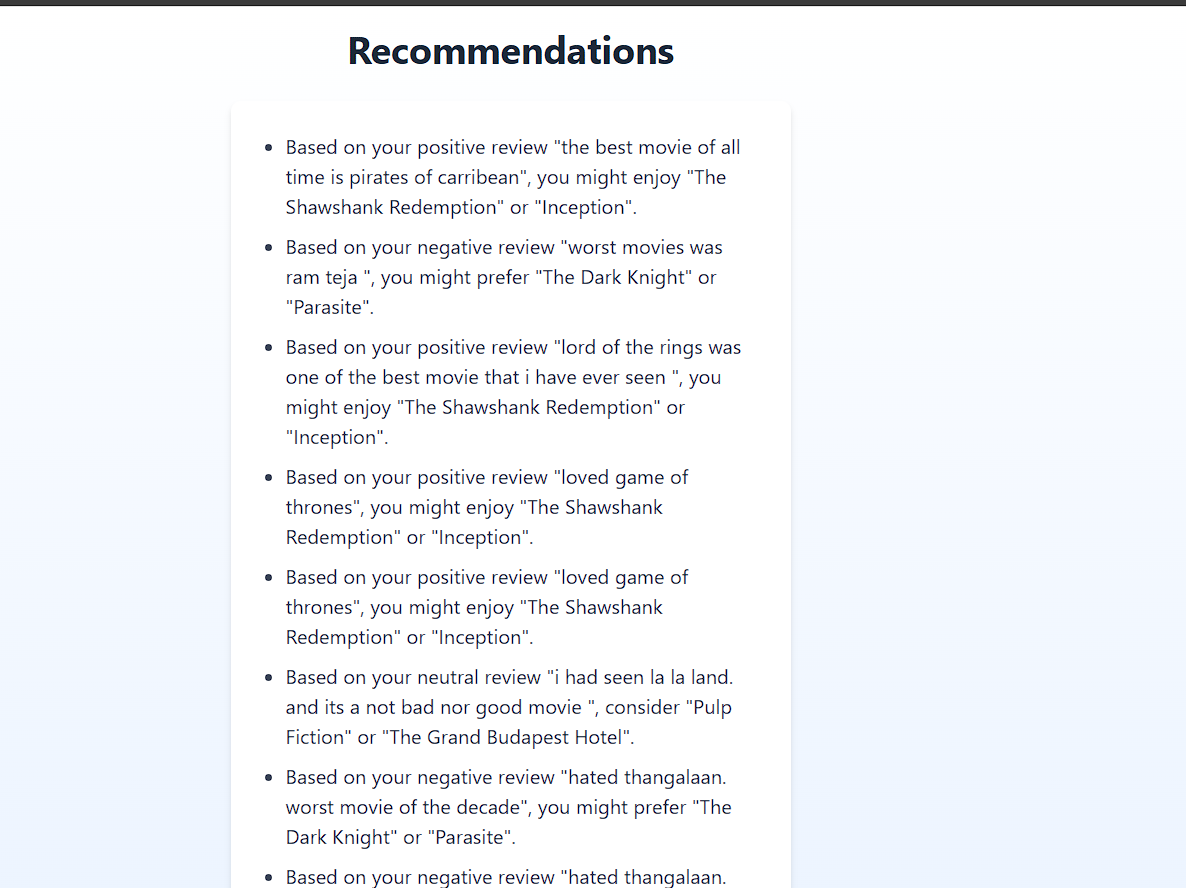 Recommendations
Based on your positive review "the best movie of all
time is pirates of carribean", you might enjoy "The
Shawshank Redemption" or "Inception".
Based on your negative review "worst movies was
ram teja ", you might prefer "The Dark Knight" or
"Parasite".
Based on your positive review "lord of the rings was
one of the best movie that i have ever seen ", you
might enjoy "The Shawshank Redemption" or
"Inception".
Based on your positive review "loved game of
thrones", you might enjoy "The Shawshank
Redemption" or "Inception".
Based on your positive review "loved game of
thrones", you might enjoy "The Shawshank
Redemption" or "Inception".
Based on your neutral review "i had seen la la land.
and its a not bad nor good movie ", consider "Pulp
Fiction" or "The Grand Budapest Hotel".
Based on your negative review "hated thangalaan.
worst movie of the decade", you might prefer "The
Dark Knight" or "Parasite".
Based on your negative review "hated thangalaan.